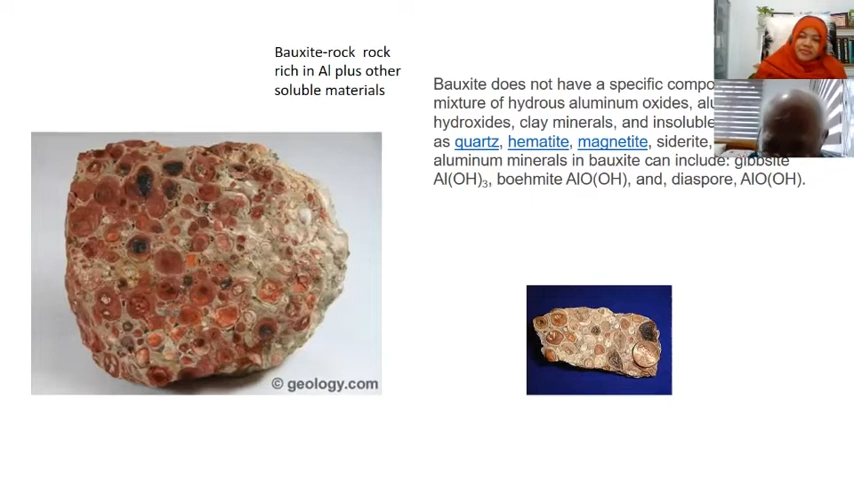 Bauxite-rock rock
rich in Al plus other
soluble materials
Bauxite does not have a specific
mixture of hydrous aluminum oxides,
hydroxides, clay minerals, and insoluble
as quartz, hematite, magnetite, siderite,
aluminum minerals in bauxite can include: gibbsite
Al(OH)₃, boehmite AlO(OH), and, diaspore, AlO(OH).
© geology.com